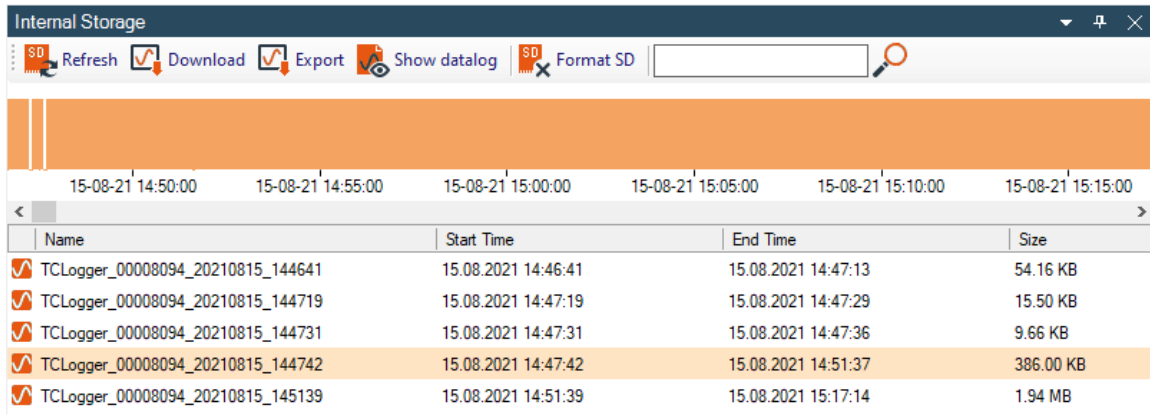 Internal Storage
SD Refresh Download Export Show datalog SD Format SD
15-08-21 14:50:00 15-08-21 14:55:00 15-08-21 15:00:00 15-08-21 15:05:00 15-08-21 15:10:00 15-08-21 15:15:00
Name Start Time End Time Size
TCLogger_00008094_20210815_144641 15.08.2021 14:46:41 15.08.2021 14:47:13 54.16 KB
TCLogger_00008094_20210815_144719 15.08.2021 14:47:19 15.08.2021 14:47:29 15.50 KB
TCLogger_00008094_20210815_144731 15.08.2021 14:47:31 15.08.2021 14:47:36 9.66 KB
TCLogger_00008094_20210815_144742 15.08.2021 14:47:42 15.08.2021 14:51:37 386.00 KB
TCLogger_00008094_20210815_145139 15.08.2021 14:51:39 15.08.2021 15:17:14 1.94 MB